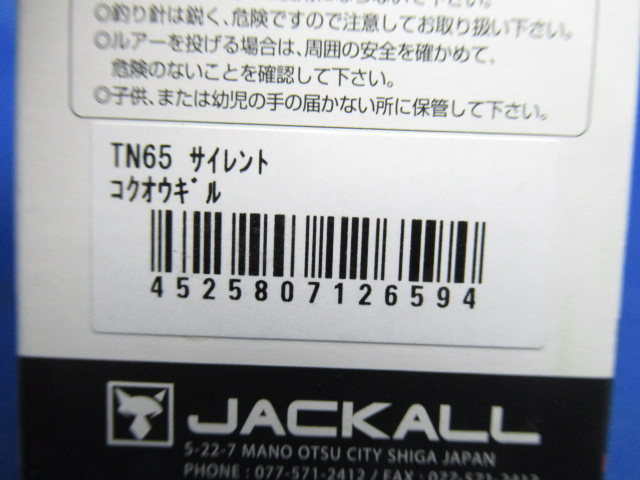 ◎釣り針は鋭く、危険ですので注意してお取り扱い下さい。
◎ルアーを投げる場合は、周囲の安全を確かめて、
危険のないことを確認して下さい。
◎子供、または幼児の手の届かない所に保管して下さい。
TN65 サイレント
コクオウギル
4525807126594
JACKALL
5-22-7 MANO OTSU CITY SHIGA JAPAN
PHONE : 077-571-2412 / FAX : 077-571-2413